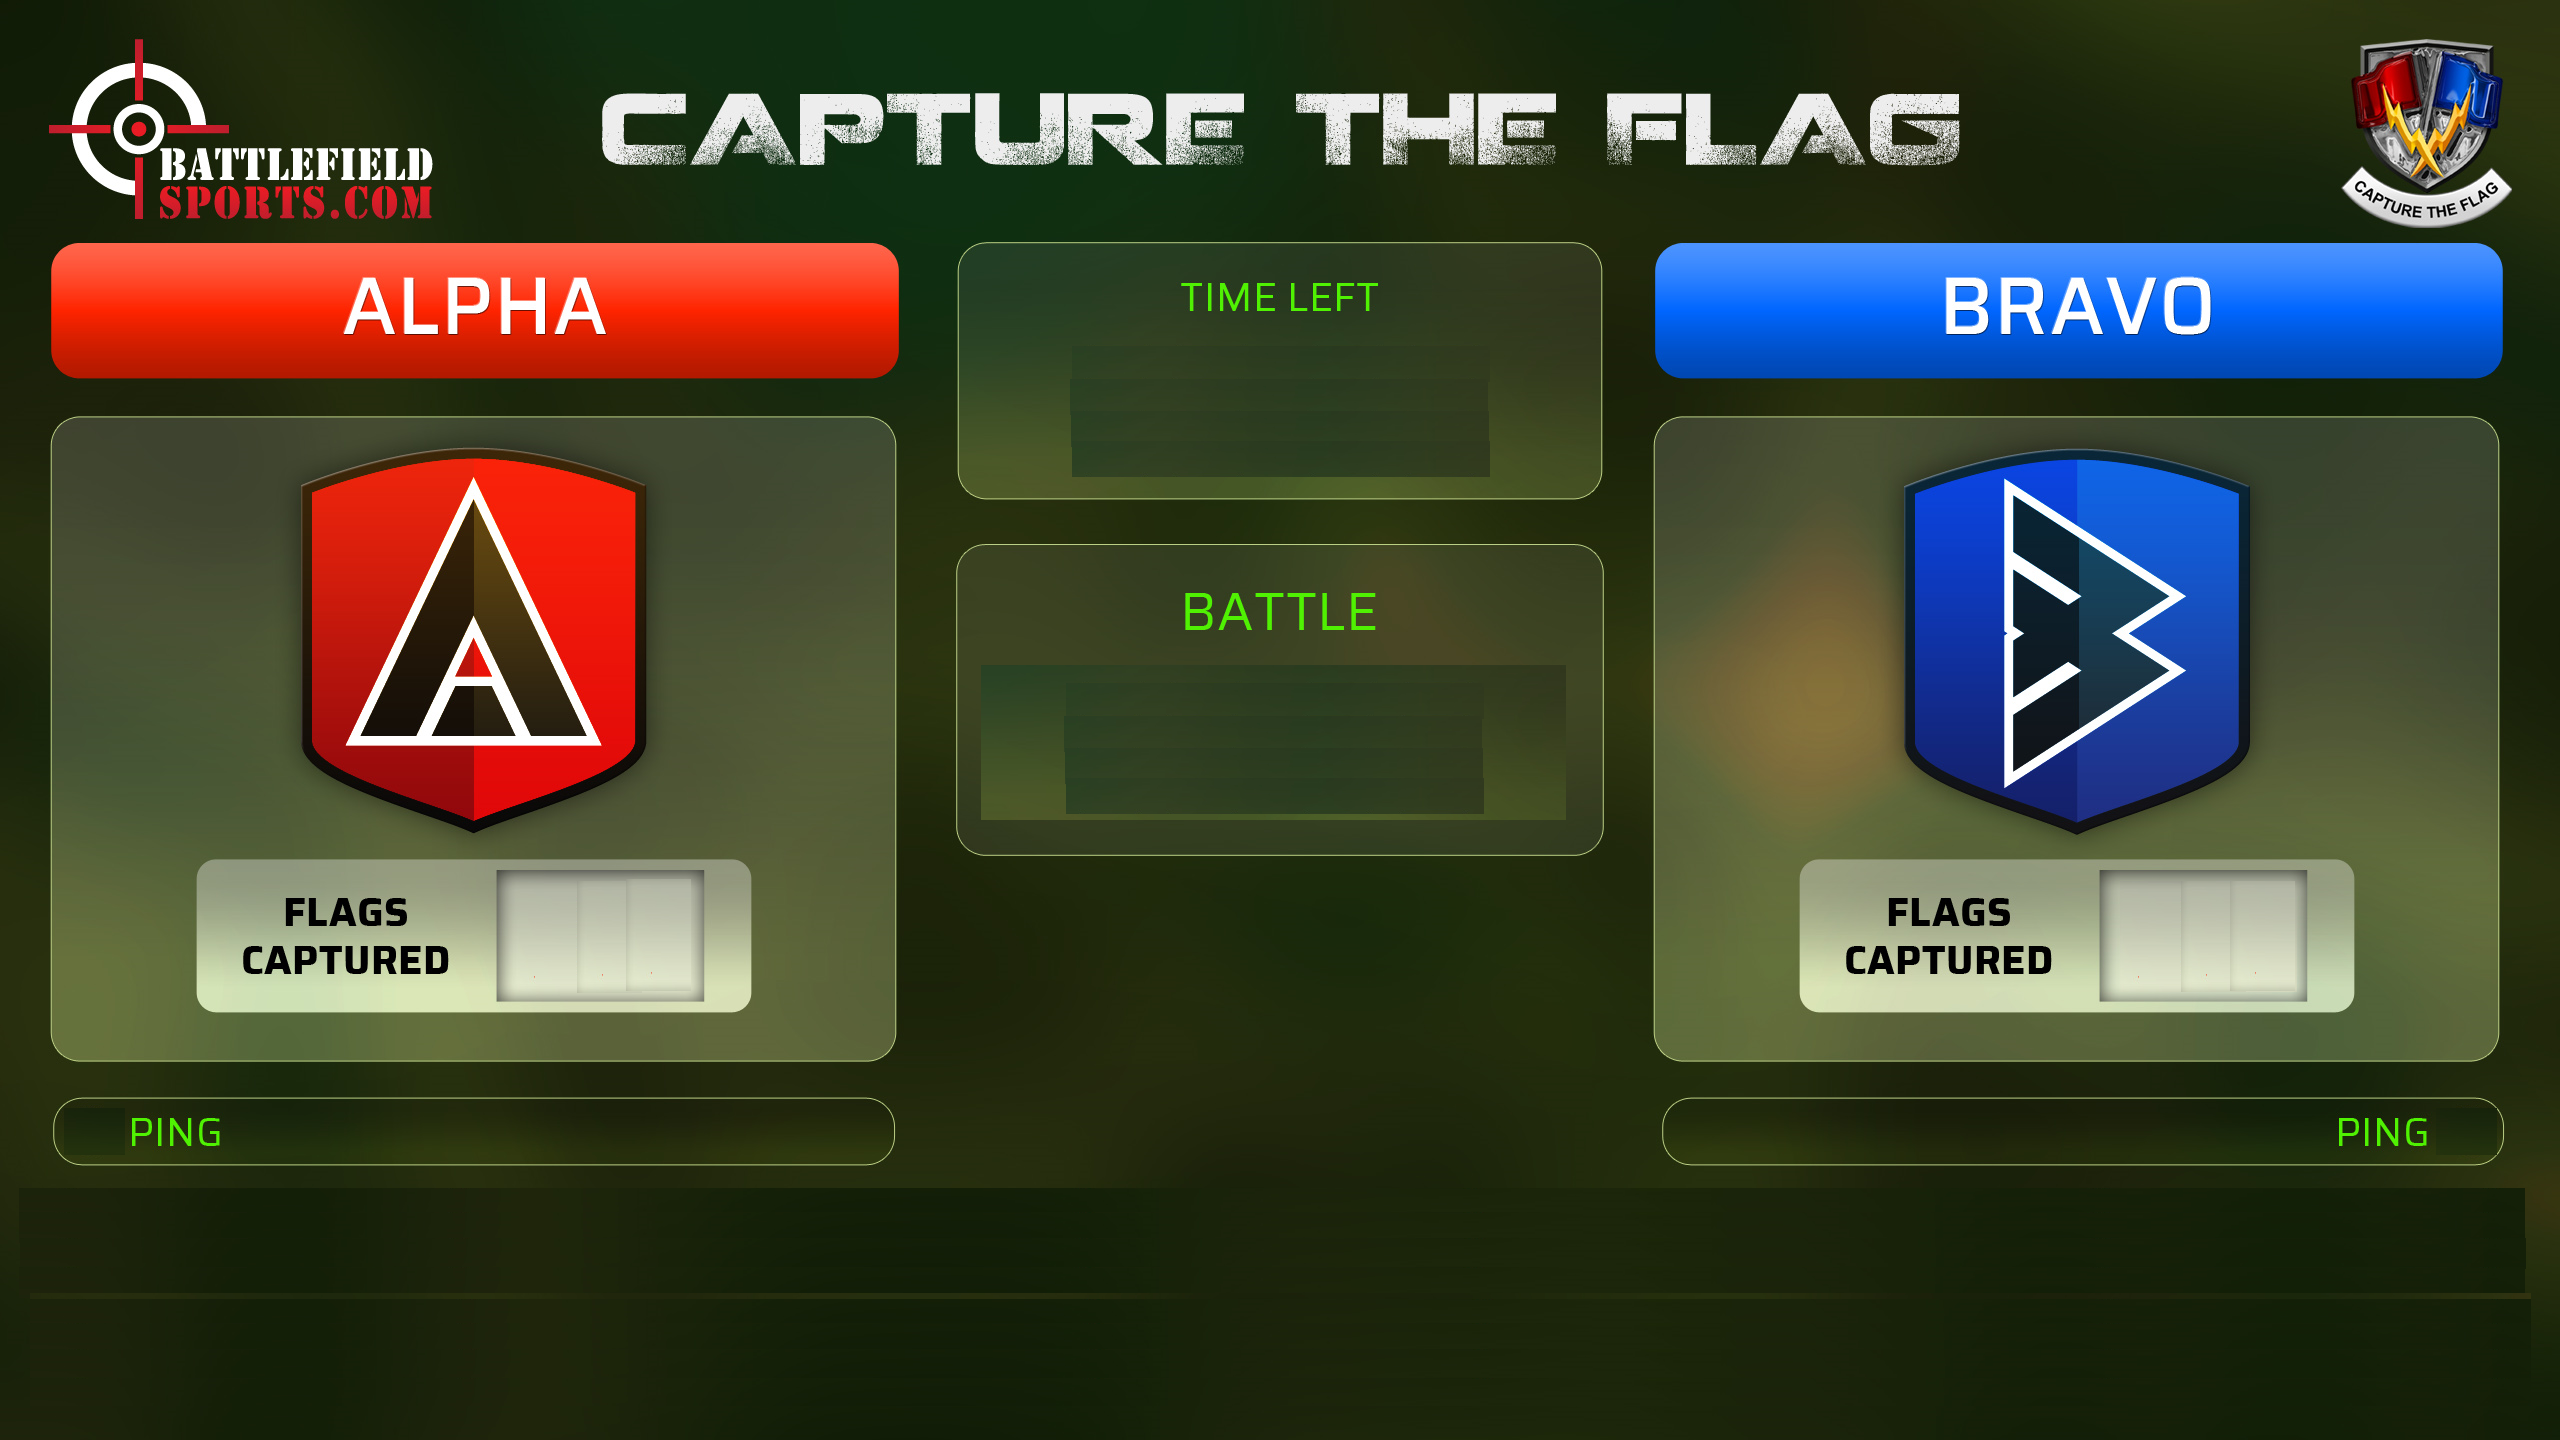 BATTLEFIELD
SPORTS.COM
CAPTURE THE FLAG
CAPTURE THE FLAG
ALPHA
TIME LEFT
BRAVO
BATTLE
FLAGS
CAPTURED
FLAGS
CAPTURED
PING
PING